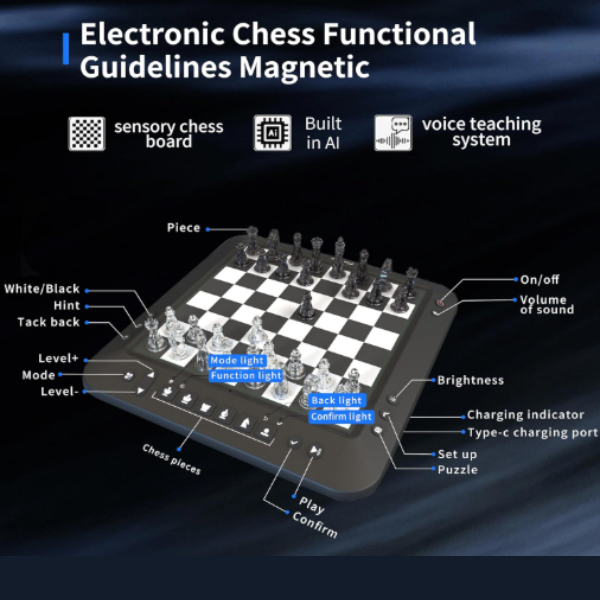 Electronic Chess Functional
Guidelines Magnetic
sensory chess
board
Ai
Built
in AI
voice teaching
system
Piece
White/Black
Hint
Tack back
Level+
Mode
Level-
On/off
Volume
of sound
Mode light
Function light
Back light
Confirm light
Brightness
Charging indicator
Type-c charging port
Set up
Puzzle
Chess pieces
Play
Confirm